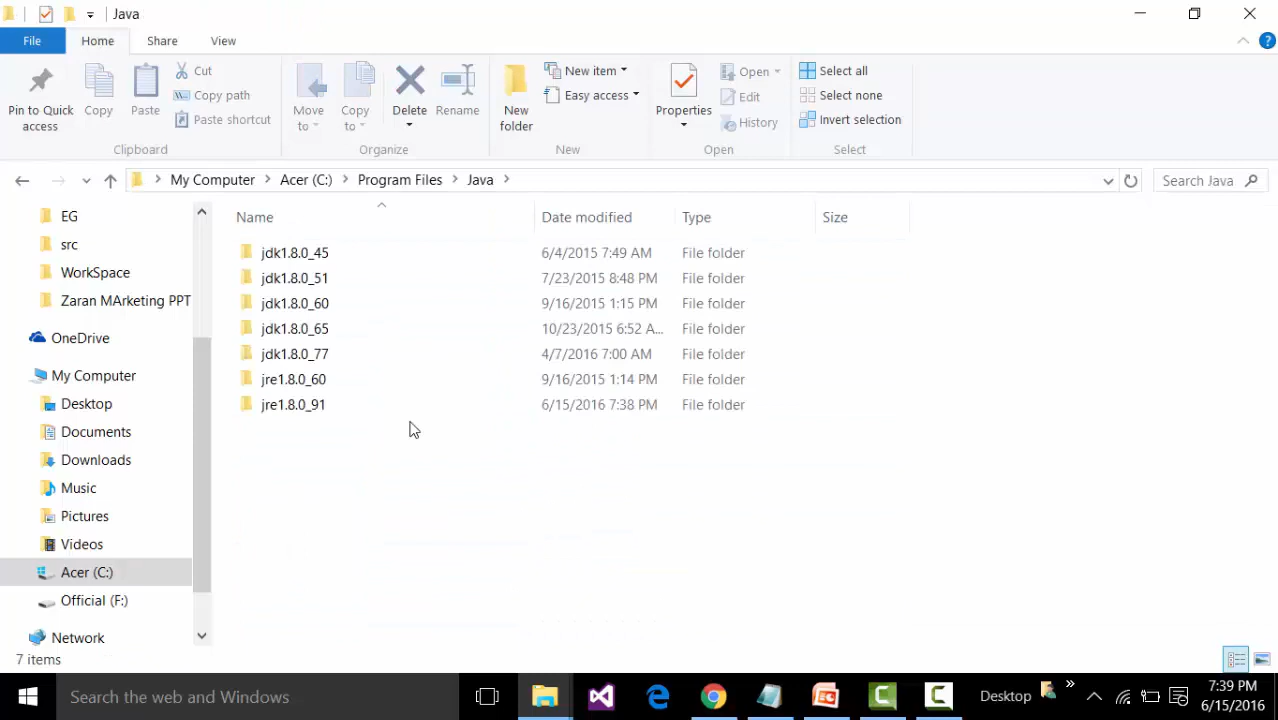 Java
File Home Share View
Pin to Quick access
Copy
Paste
Cut
Copy path
Paste shortcut
Clipboard
Move to
Copy to
Delete
Rename
Organize
New folder
New item
Easy access
New
Properties
Open
Edit
History
Open
Select all
Select none
Invert selection
Select
My Computer Acer (C:) Program Files Java
Search Java
EG
src
WorkSpace
Zaran MArketing PPT
OneDrive
My Computer
Desktop
Documents
Downloads
Music
Pictures
Videos
Acer (C:)
Official (F:)
Network
Name Date modified Type Size
jdk1.8.0_45 6/4/2015 7:49 AM File folder
jdk1.8.0_51 7/23/2015 8:48 PM File folder
jdk1.8.0_60 9/16/2015 1:15 PM File folder
jdk1.8.0_65 10/23/2015 6:52 A... File folder
jdk1.8.0_77 4/7/2016 7:00 AM File folder
jre1.8.0_60 9/16/2015 1:14 PM File folder
jre1.8.0_91 6/15/2016 7:38 PM File folder
7 items
Search the web and Windows
Desktop
7:39 PM
6/15/2016